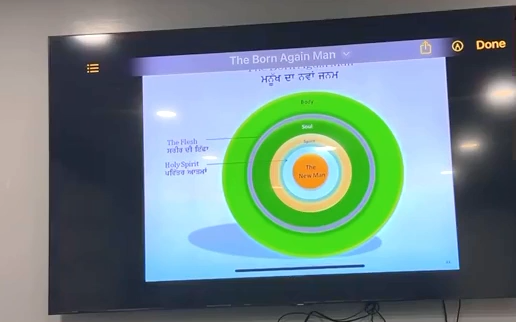 The Born Again Man
Done
ਮਨੁੱਖ ਦਾ ਨਵਾਂ ਜਨਮ
Body
Soul
Spirit
The Flesh
ਸਰੀਰ ਦੀ ਇੱਛਾ
Holy Spirit
ਪਵਿੱਤਰ ਆਤਮਾਂ
The
New Man